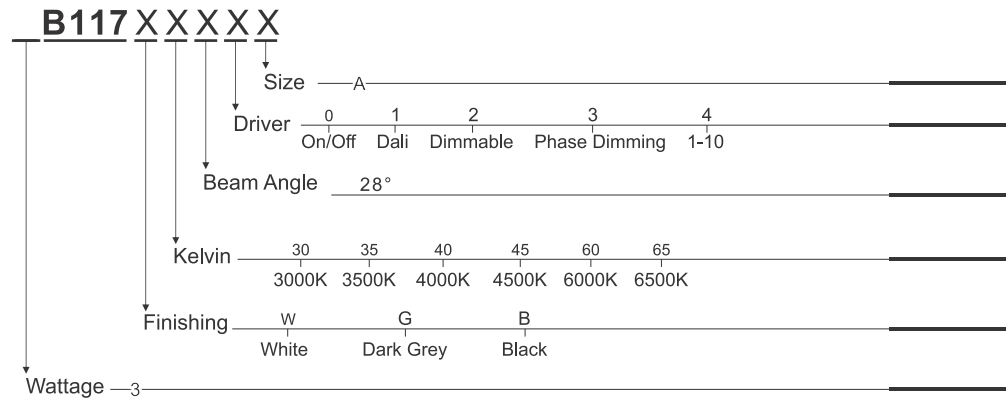 _B117XXXXX
Size A
Driver 0 1 2 3 4
On/Off Dali Dimmable Phase Dimming 1-10
Beam Angle 28°
Kelvin 30 35 40 45 60 65
3000K 3500K 4000K 4500K 6000K 6500K
Finishing W G B
White Dark Grey Black
Wattage 3